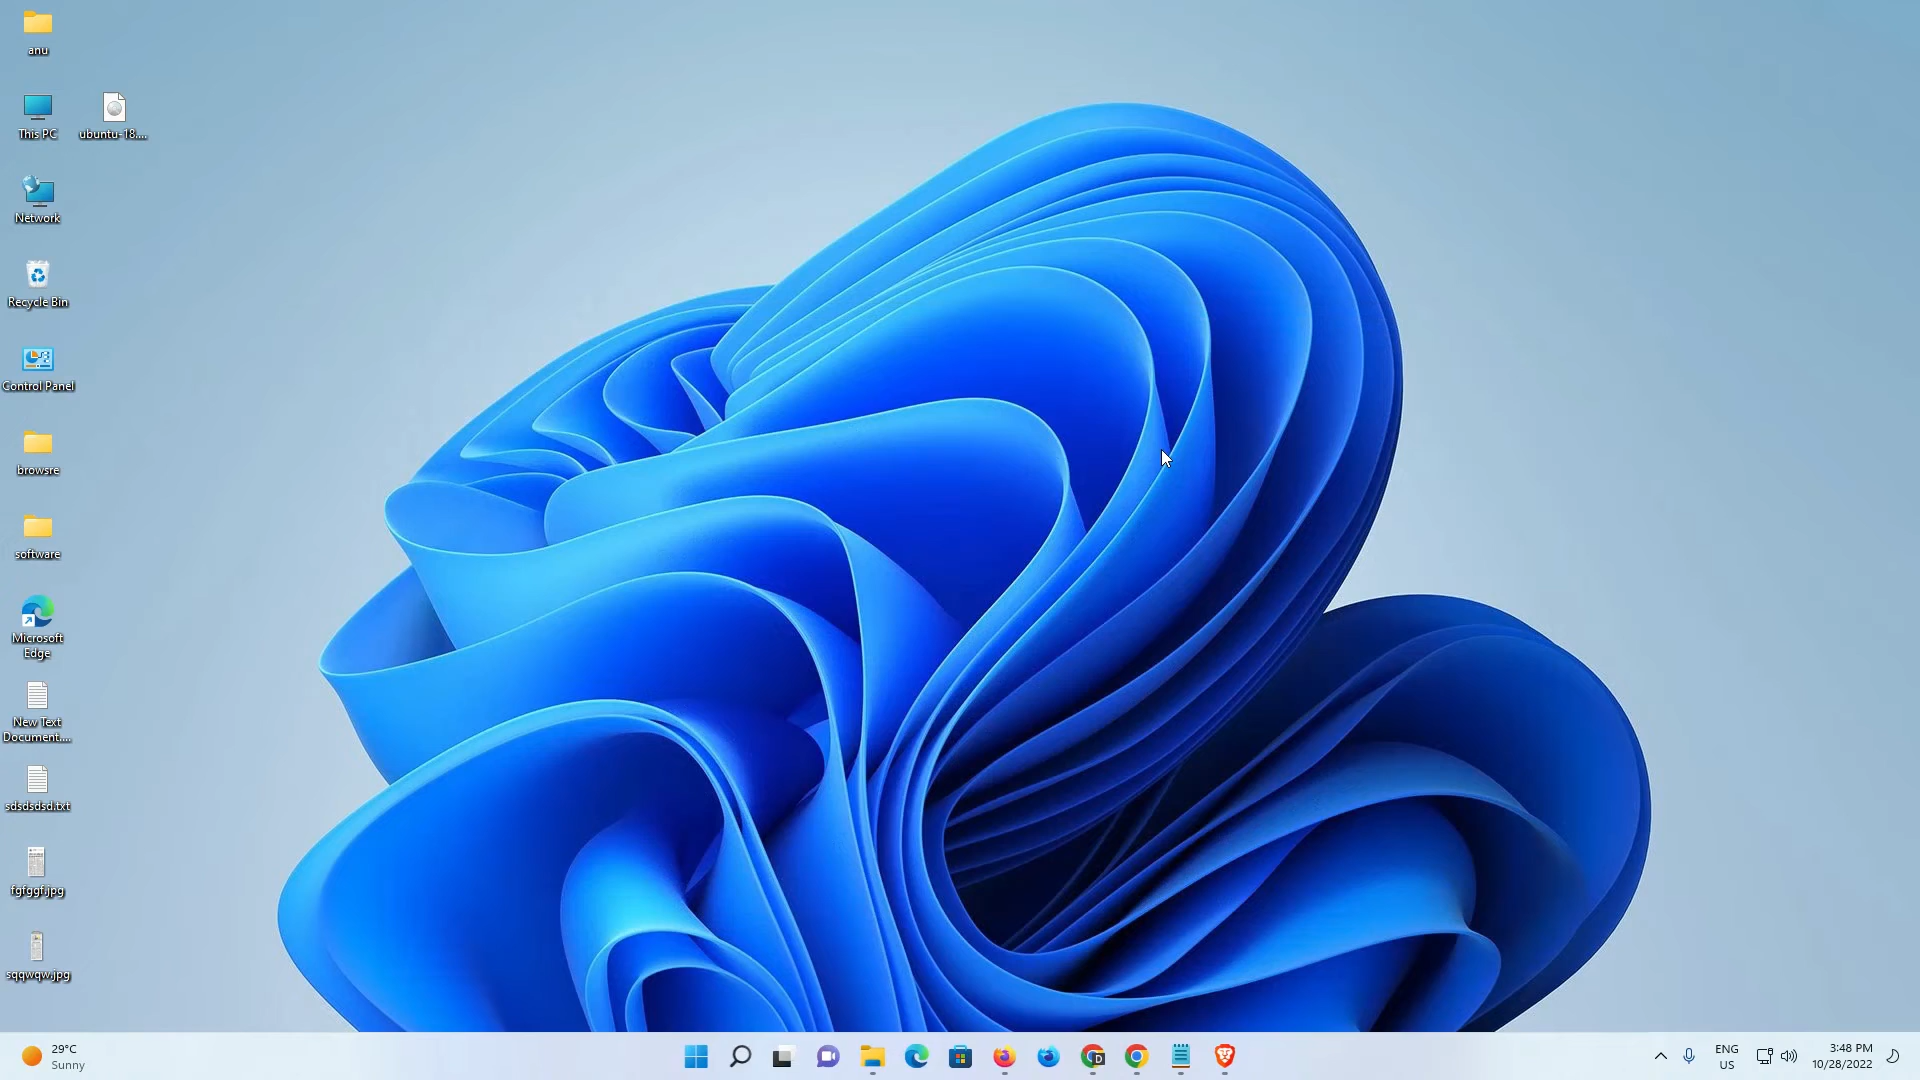 anu
This PC
ubuntu-18....
Network
Recycle Bin
Control Panel
browsre
software
Microsoft
Edge
New Text
Document....
sdsdsdsd.txt
fgfggf.jpg
sqqwqw.jpg
29°C
Sunny
D
ENG
US
3:48 PM
10/28/2022